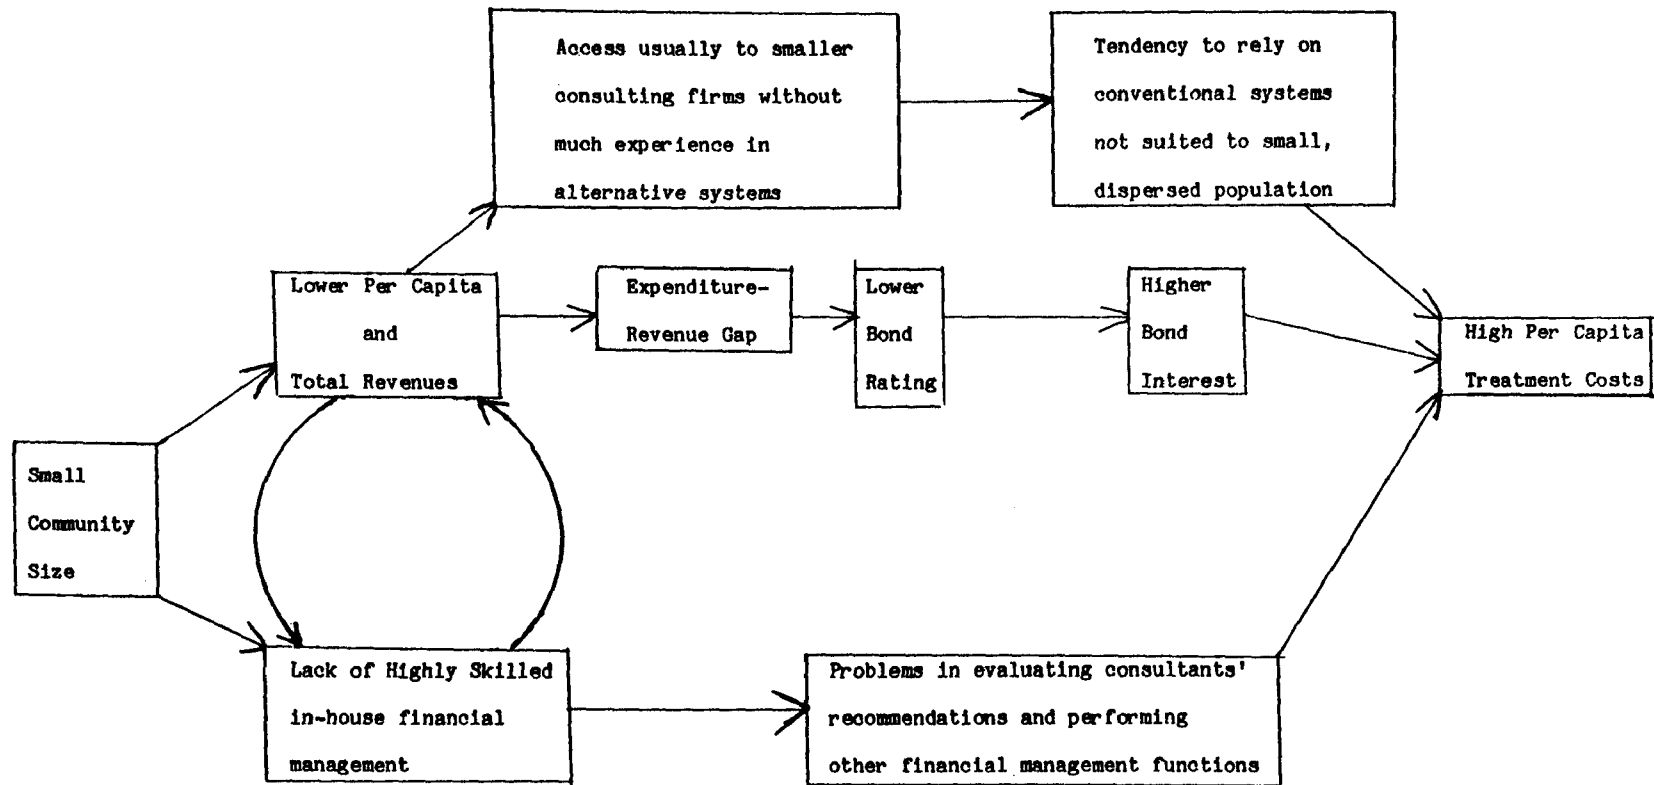 Access usually to smaller
consulting firms without
much experience in
alternative systems
Tendency to rely on
conventional systems
not suited to small,
dispersed population
Lower Per Capita
and
Total Revenues
Expenditure-
Revenue Gap
Lower
Bond
Rating
Higher
Bond
Interest
High Per Capita
Treatment Costs
Small
Community
Size
Lack of Highly Skilled
in-house financial
management
Problems in evaluating consultants'
recommendations and performing
other financial management functions